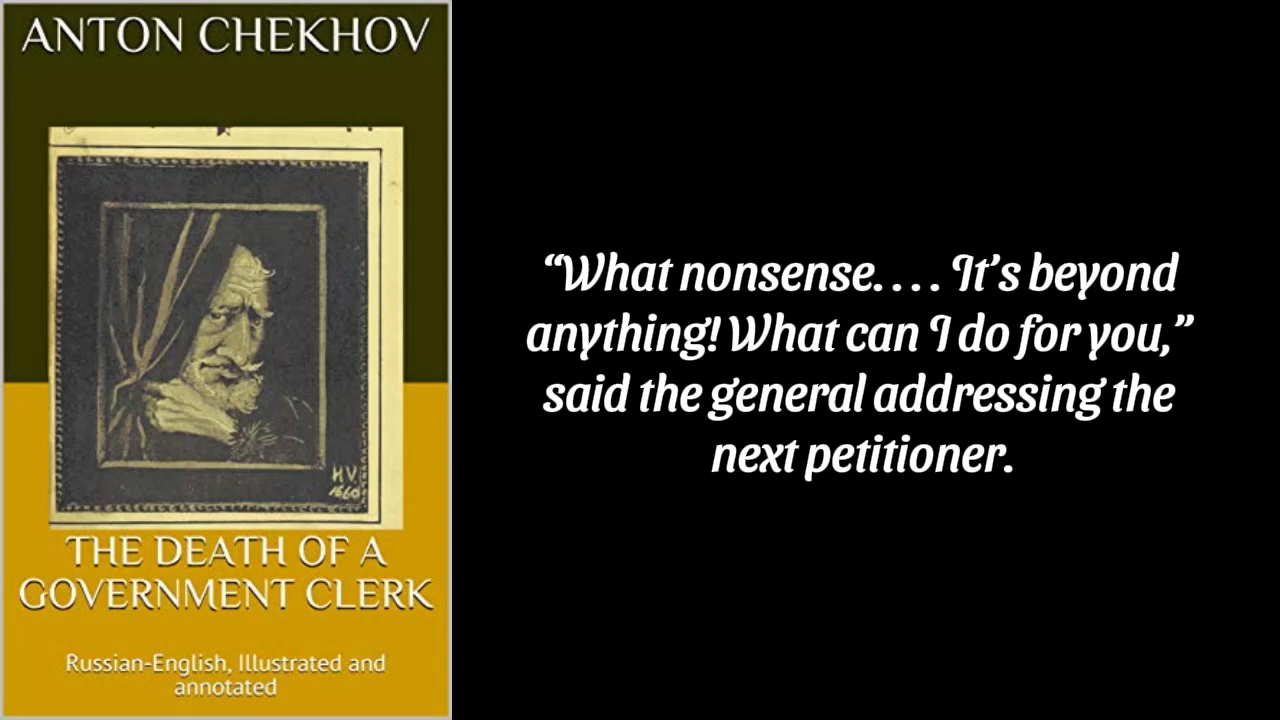 ANTON CHEKHOV
H.V.
1660
THE DEATH OF A
GOVERNMENT CLERK
Russian-English, Illustrated and
annotated
“What nonsense. . . . It’s beyond
anything! What can I do for you,”
said the general addressing the
next petitioner.